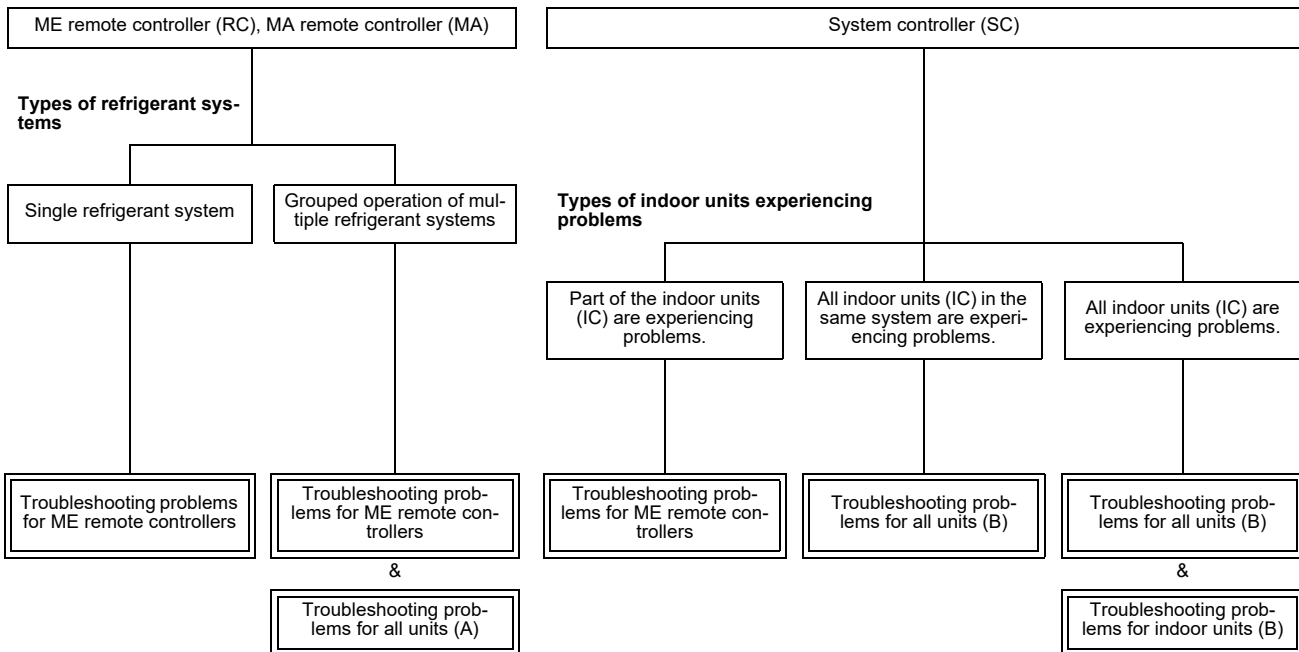 ME remote controller (RC), MA remote controller (MA)
System controller (SC)
Types of refrigerant sys-
tems
Single refrigerant system
Grouped operation of mul-
tiple refrigerant systems
Types of indoor units experiencing
problems
Part of the indoor units
(IC) are experiencing
problems.
All indoor units (IC) in the
same system are experi-
encing problems.
All indoor units (IC) are
experiencing problems.
Troubleshooting problems
for ME remote controllers
Troubleshooting prob-
lems for ME remote con-
trollers
&
Troubleshooting prob-
lems for all units (A)
Troubleshooting prob-
lems for ME remote con-
trollers
Troubleshooting prob-
lems for all units (B)
Troubleshooting prob-
lems for all units (B)
&
Troubleshooting prob-
lems for indoor units (B)